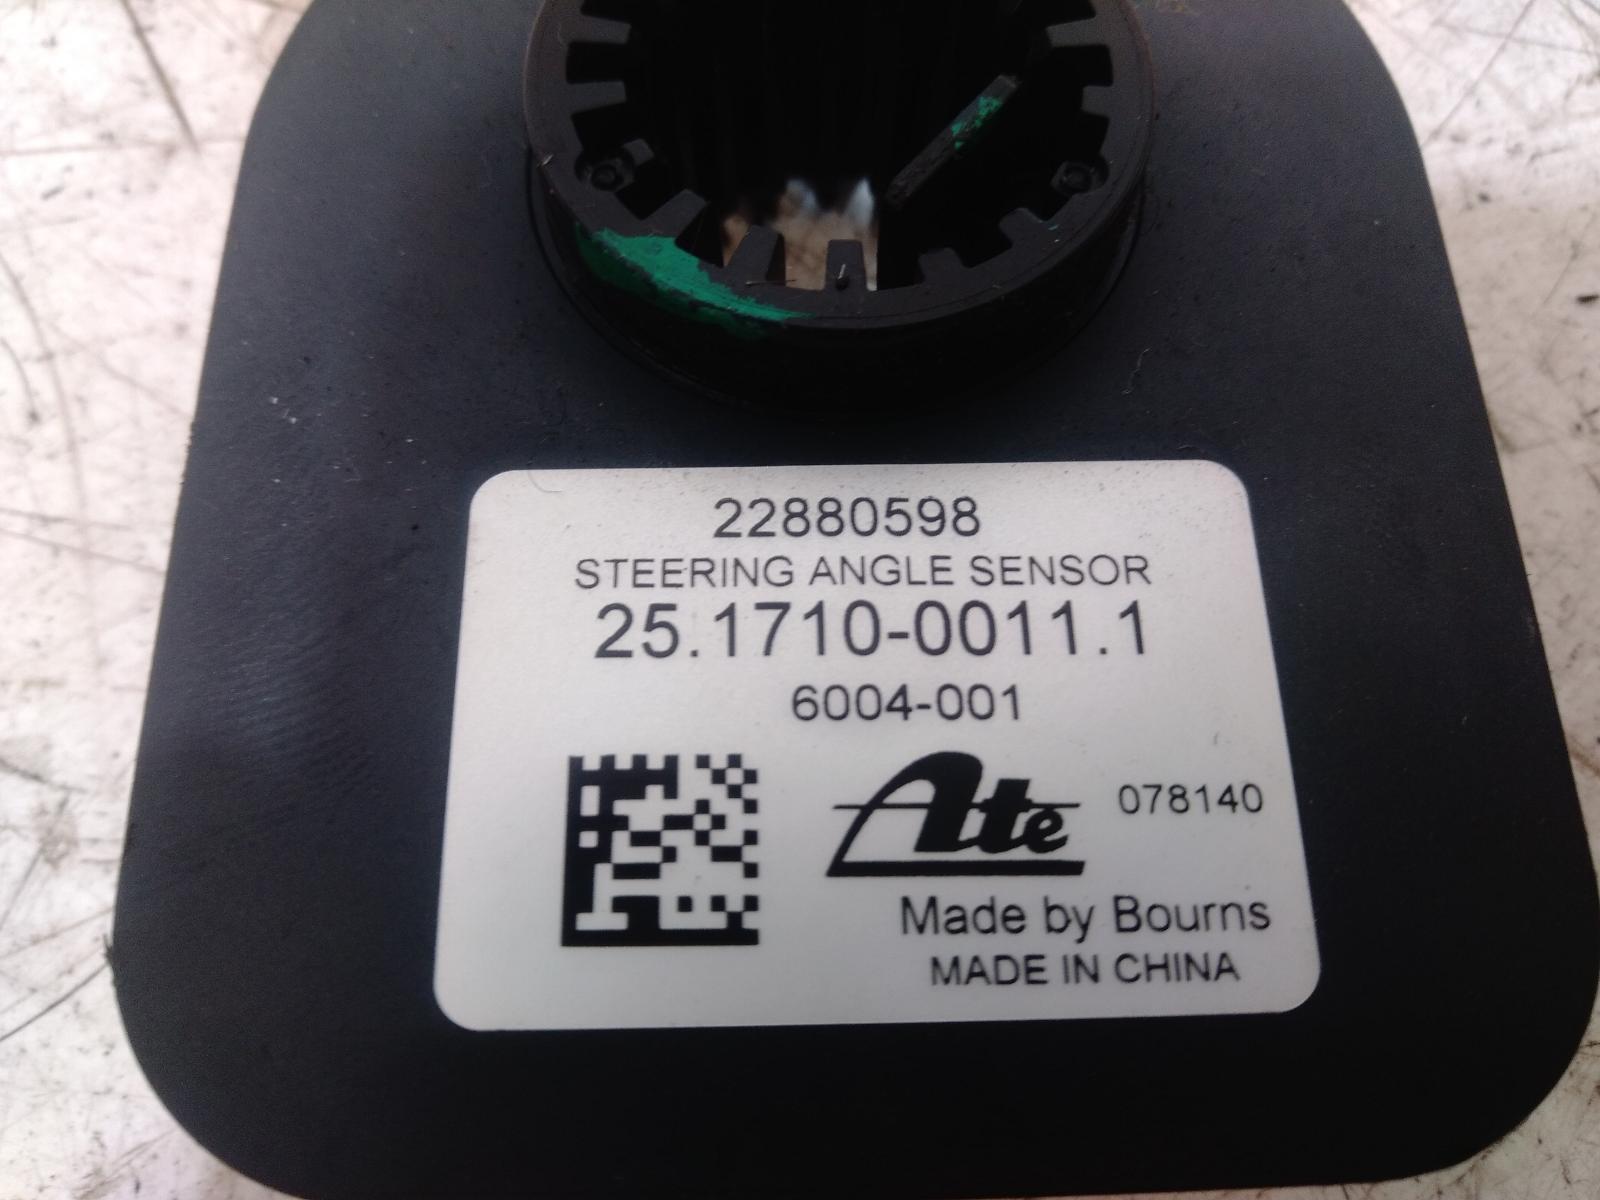 22880598
STEERING ANGLE SENSOR
25.1710-0011.1
6004-001
Ate 078140
Made by Bourns
MADE IN CHINA